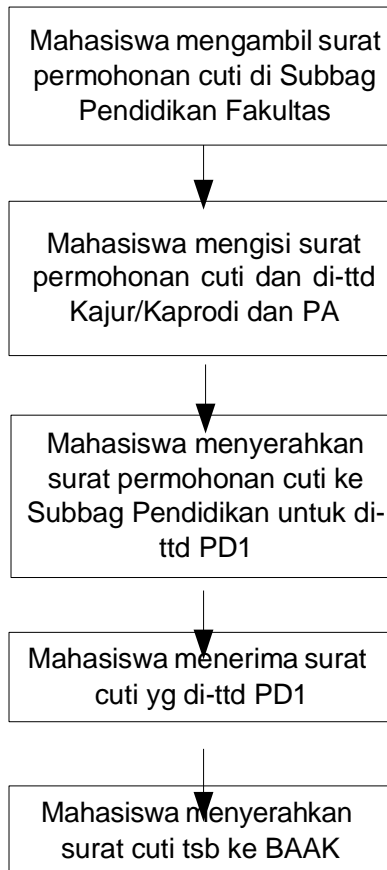 Mahasiswa mengambil surat
permohonan cuti di Subbag
Pendidikan Fakultas
Mahasiswa mengisi surat
permohonan cuti dan di-ttd
Kajur/Kaprodi dan PA
Mahasiswa menyerahkan
surat permohonan cuti ke
Subbag Pendidikan untuk di-
ttd PD1
Mahasiswa menerima surat
cuti yg di-ttd PD1
Mahasiswa menyerahkan
surat cuti tsb ke BAAK